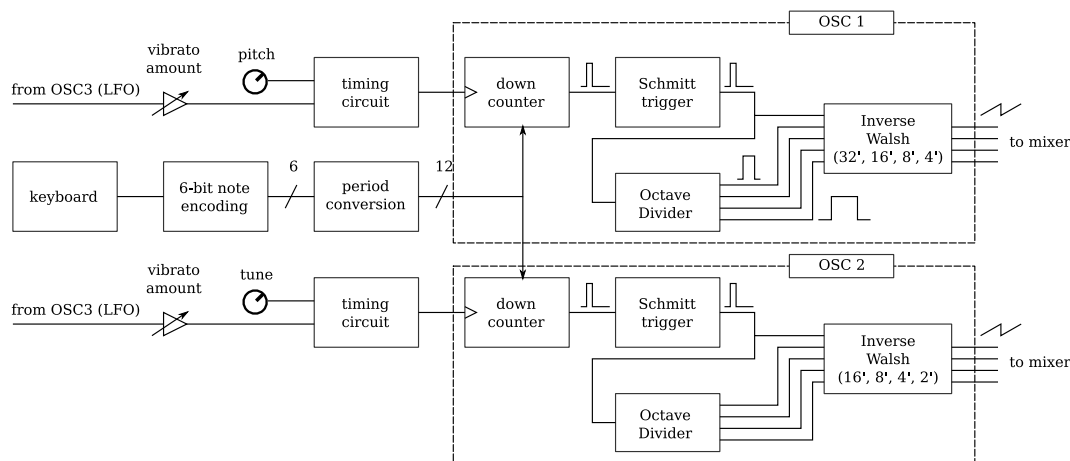 OSC 1
vibrato
amount
pitch
from OSC3 (LFO)
timing
circuit
down
counter
Schmitt
trigger
Inverse
Walsh
(32', 16', 8', 4')
to mixer
keyboard
6-bit note
encoding
6
period
conversion
12
Octave
Divider
OSC 2
vibrato
amount
tune
from OSC3 (LFO)
timing
circuit
down
counter
Schmitt
trigger
Inverse
Walsh
(16', 8', 4', 2')
to mixer
Octave
Divider